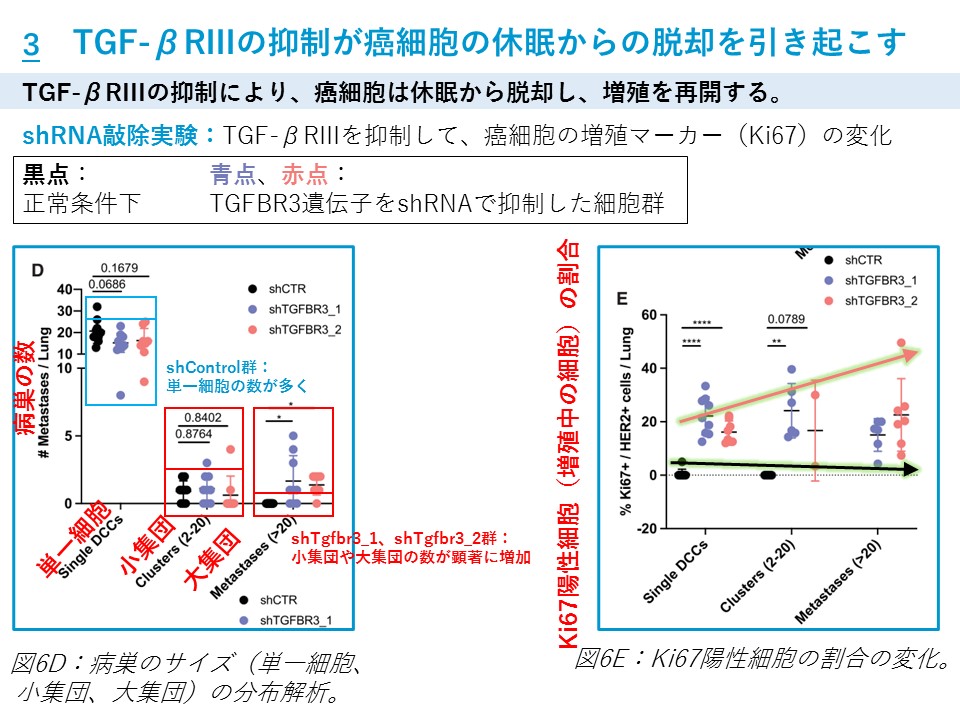 3 TGF-βRIIIの抑制が癌細胞の休眠からの脱却を引き起こす
TGF-βRIIIの抑制により、癌細胞は休眠から脱却し、増殖を再開する。
shRNA敲除実験：TGF-βRIIIを抑制して、癌細胞の増殖マーカー（Ki67）の変化
黒点：
正常条件下
青点、赤点：
TGFBR3遺伝子をshRNAで抑制した細胞群
D
0.1679
0.0686
shCTR
shTGFBR3_1
shTGFBR3_2
40
30
20
10
10
5
0
病巣の数
# Metastases / Lung
shControl群：
単一細胞の数が多く
0.8402
0.8764
*
*
単一細胞
小集団
大集団
Single DCCs
Clusters (2-20)
Metastases (>20)
shTgfbr3_1、shTgfbr3_2群：
小集団や大集団の数が顕著に増加
shCTR
shTGFBR3_1
図6D：病巣のサイズ（単一細胞、
小集団、大集団）の分布解析。
Ki67陽性細胞（増殖中の細胞）の割合
Mo
shCTR
shTGFBR3_1
shTGFBR3_2
E
60
40
20
0
-20
% Ki67+ / HER2+ cells / Lung
****
****
0.0789
**
Single DCCs
Clusters (2-20)
Metastases (>20)
図6E：Ki67陽性細胞の割合の変化。